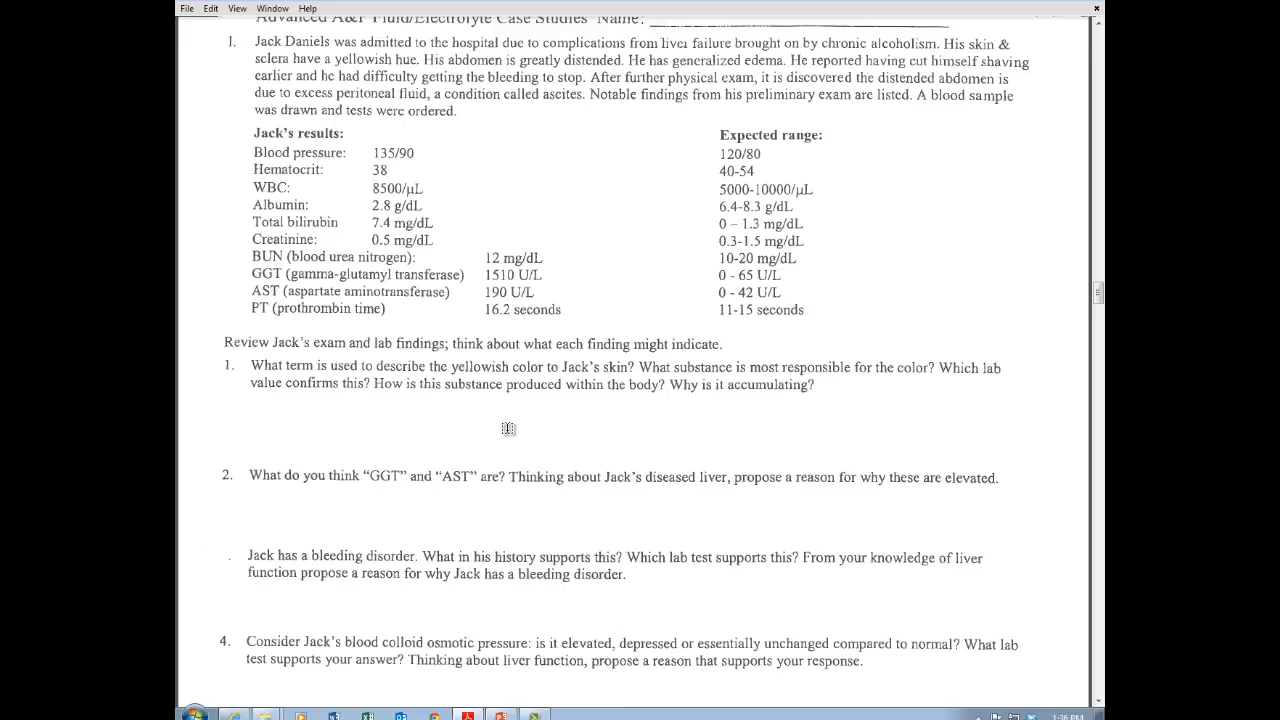 File Edit View Window Help
Advanced A&P Fluid/Electrolyte Case Studies Name:
I. Jack Daniels was admitted to the hospital due to complications from liver failure brought on by chronic alcoholism. His skin &
sclera have a yellowish hue. His abdomen is greatly distended. He has generalized edema. He reported having cut himself shaving
earlier and he had difficulty getting the bleeding to stop. After further physical exam, it is discovered the distended abdomen is
due to excess peritoneal fluid, a condition called ascites. Notable findings from his preliminary exam are listed. A blood sample
was drawn and tests were ordered.
Jack's results: Expected range:
Blood pressure: 135/90 120/80
Hematocrit: 38 40-54
WBC: 8500/µL 5000-10000/µL
Albumin: 2.8 g/dL 6.4-8.3 g/dL
Total bilirubin 7.4 mg/dL 0 – 1.3 mg/dL
Creatinine: 0.5 mg/dL 0.3-1.5 mg/dL
BUN (blood urea nitrogen): 12 mg/dL 10-20 mg/dL
GGT (gamma-glutamyl transferase) 1510 U/L 0 - 65 U/L
AST (aspartate aminotransferase) 190 U/L 0 - 42 U/L
PT (prothrombin time) 16.2 seconds 11-15 seconds
Review Jack's exam and lab findings; think about what each finding might indicate.
1. What term is used to describe the yellowish color to Jack's skin? What substance is most responsible for the color? Which lab
value confirms this? How is this substance produced within the body? Why is it accumulating?
2. What do you think “GGT” and “AST” are? Thinking about Jack's diseased liver, propose a reason for why these are elevated.
. Jack has a bleeding disorder. What in his history supports this? Which lab test supports this? From your knowledge of liver
function propose a reason for why Jack has a bleeding disorder.
4. Consider Jack's blood colloid osmotic pressure: is it elevated, depressed or essentially unchanged compared to normal? What lab
test supports your answer? Thinking about liver function, propose a reason that supports your response.
1:36 PM